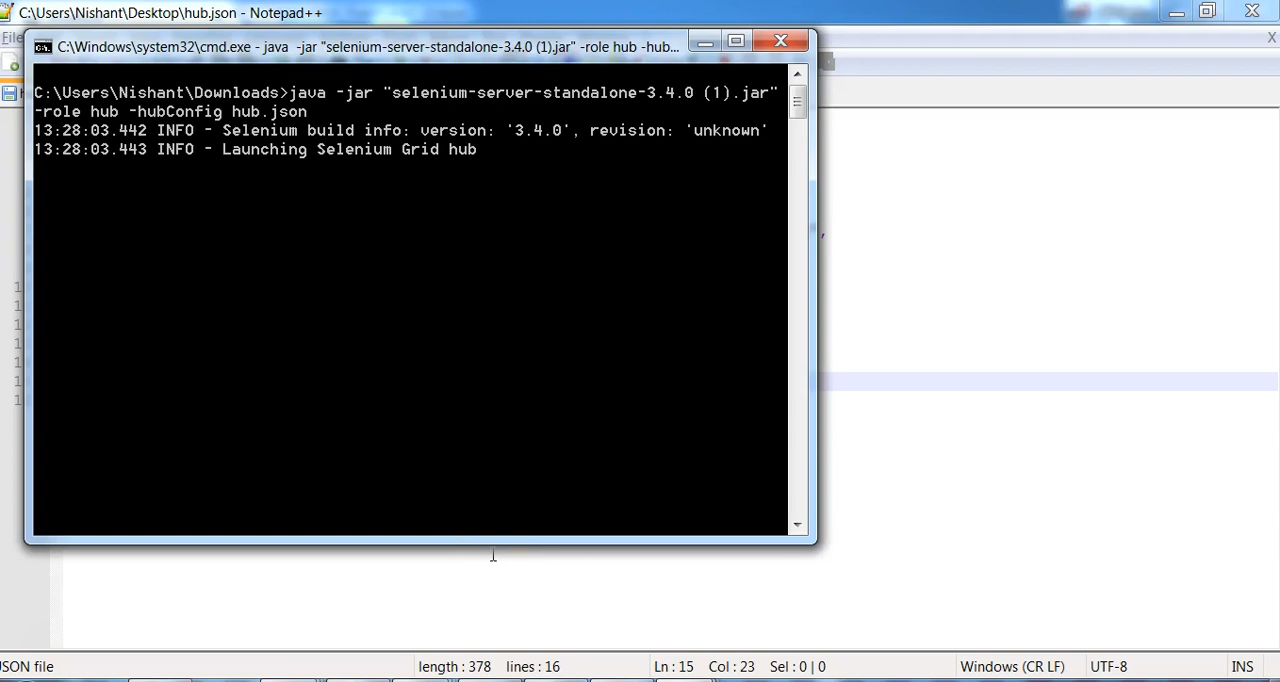 C:\Users\Nishant\Desktop\hub.json - Notepad++
C:\Windows\system32\cmd.exe - java -jar "selenium-server-standalone-3.4.0 (1).jar" -role hub -hub...
C:\Users\Nishant\Downloads>java -jar "selenium-server-standalone-3.4.0 (1).jar"
-role hub -hubConfig hub.json
13:28:03.442 INFO - Selenium build info: version: '3.4.0', revision: 'unknown'
13:28:03.443 INFO - Launching Selenium Grid hub
JSON file length : 378 lines : 16 Ln : 15 Col : 23 Sel : 0 | 0 Windows (CR LF) UTF-8 INS